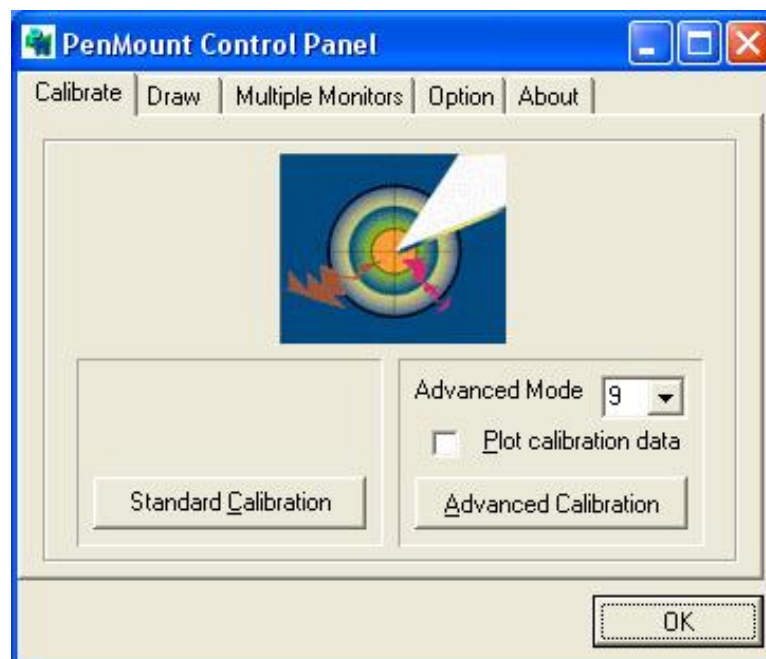 PenMount Control Panel
Calibrate Draw Multiple Monitors Option About
Advanced Mode 9
Plot calibration data
Standard Calibration Advanced Calibration
OK